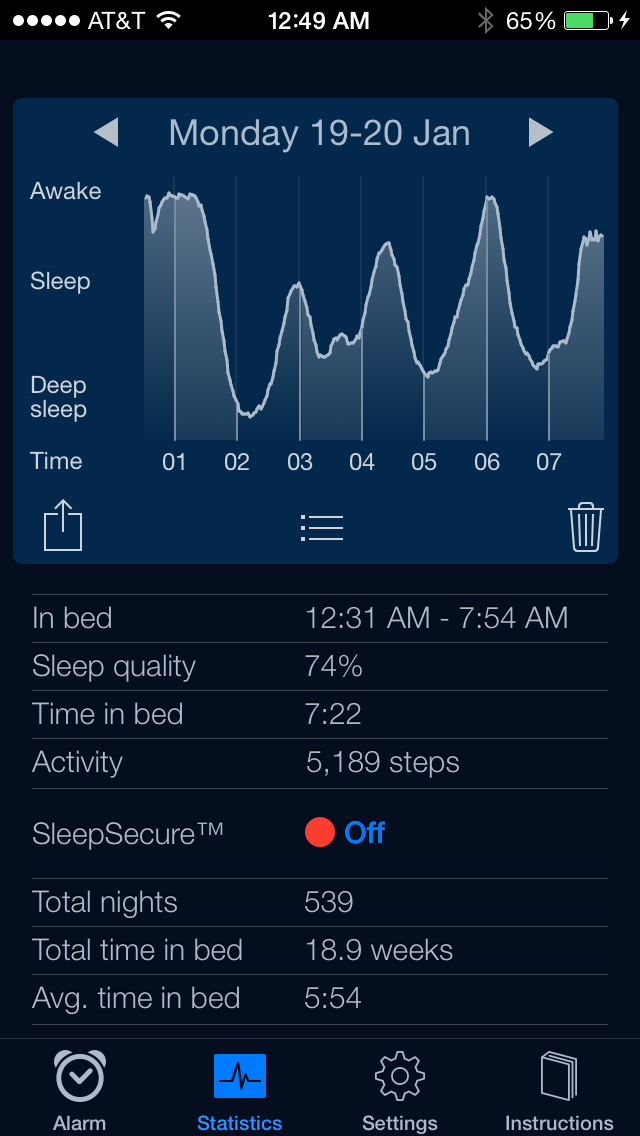 AT&T 12:49 AM 65%
Monday 19-20 Jan
Awake
Sleep
Deep
sleep
Time 01 02 03 04 05 06 07
In bed 12:31 AM - 7:54 AM
Sleep quality 74%
Time in bed 7:22
Activity 5,189 steps
SleepSecure™ Off
Total nights 539
Total time in bed 18.9 weeks
Avg. time in bed 5:54
Alarm Statistics Settings Instructions